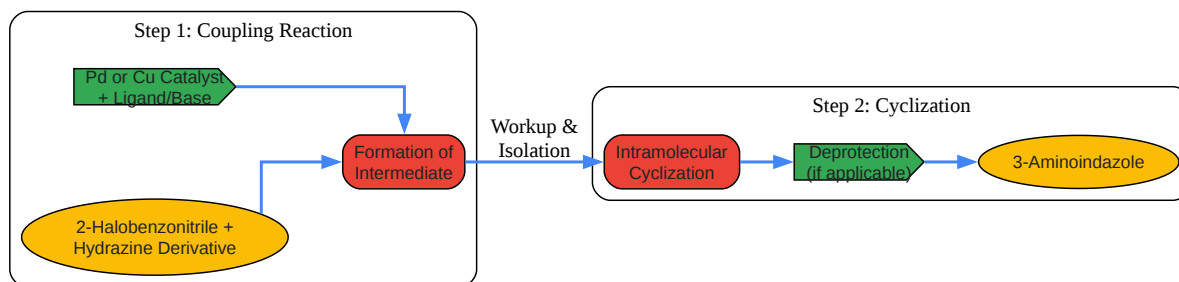 Step 1: Coupling Reaction
Pd or Cu Catalyst
+ Ligand/Base
Formation of
Intermediate
2-Halobenzonitrile +
Hydrazine Derivative
Workup &
Isolation
Step 2: Cyclization
Intramolecular
Cyclization
Deprotection
(if applicable)
3-Aminoindazole